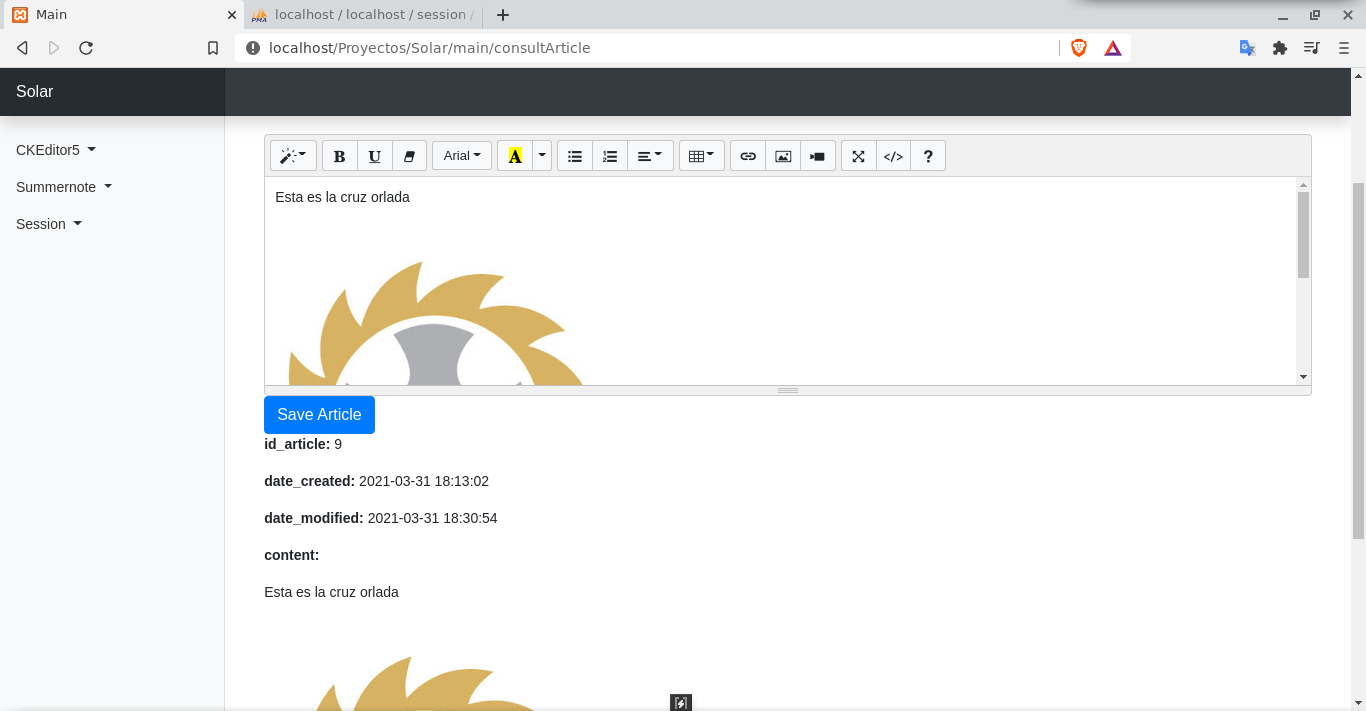 Main
localhost / localhost / session /
localhost/Proyectos/Solar/main/consultArticle
Solar
CKEditor5
Summernote
Session
B U Arial A </> ?
Esta es la cruz orlada
Save Article
id_article: 9
date_created: 2021-03-31 18:13:02
date_modified: 2021-03-31 18:30:54
content:
Esta es la cruz orlada